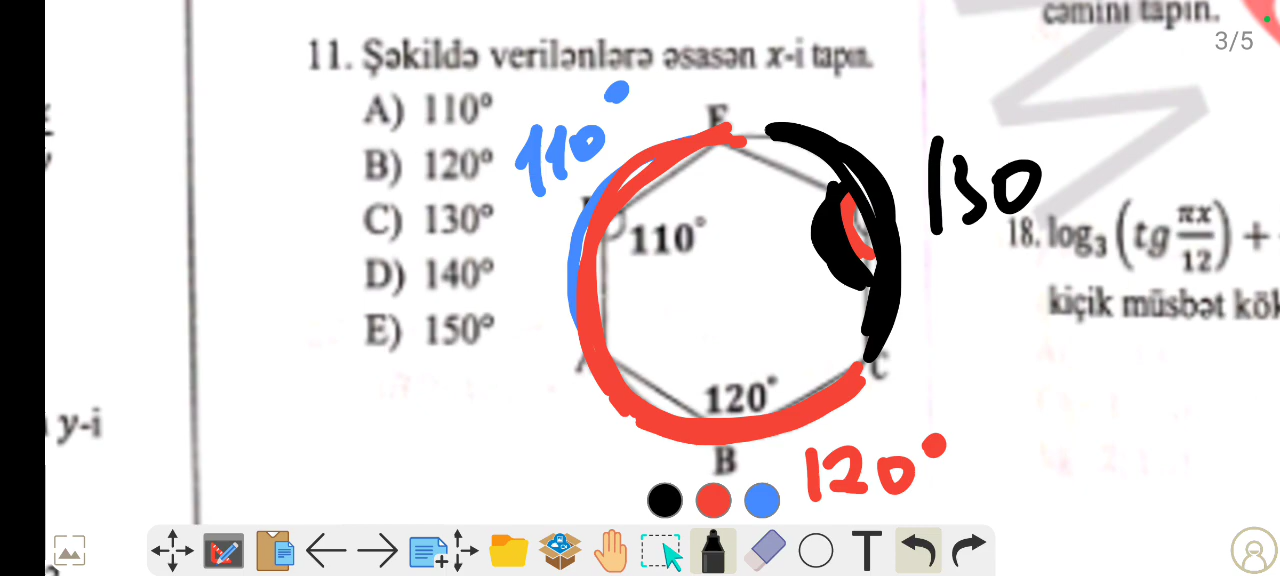 cəmini tapın.
3/5
11. Şəkildə verilənlərə əsasən x-i tapın.
A) 110°
B) 120°
C) 130°
D) 140°
E) 150°
110°
E
130
110°
18. log₃(tg πx/12) +
kiçik müsbət kök
A
120°
C
B
120°
y-i
T